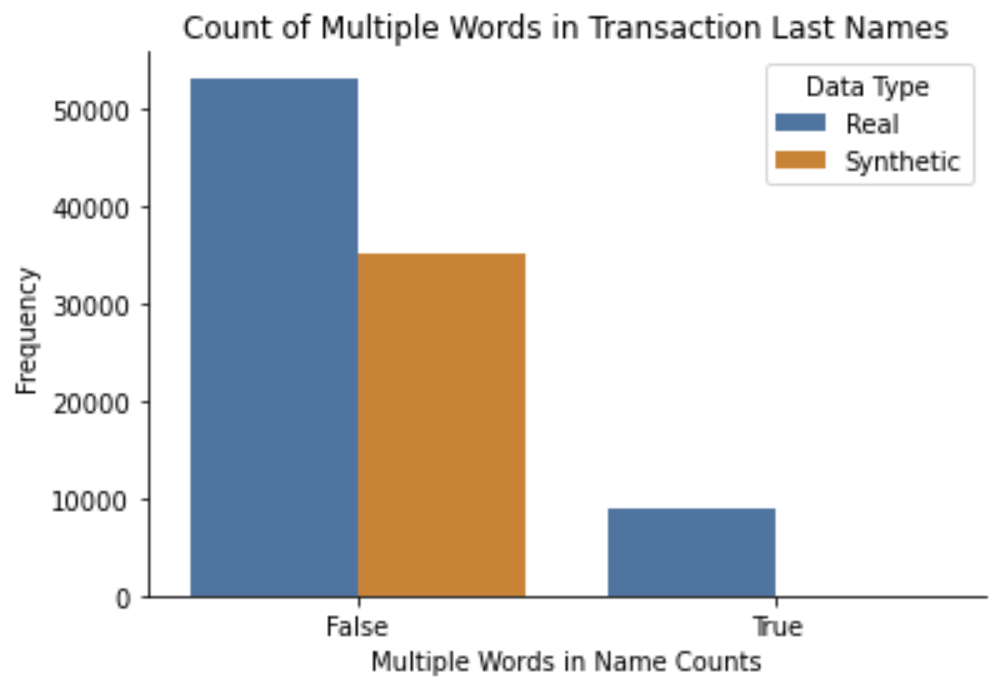 Count of Multiple Words in Transaction Last Names
Data Type
Real
Synthetic
Frequency
50000
40000
30000
20000
10000
0
False
True
Multiple Words in Name Counts